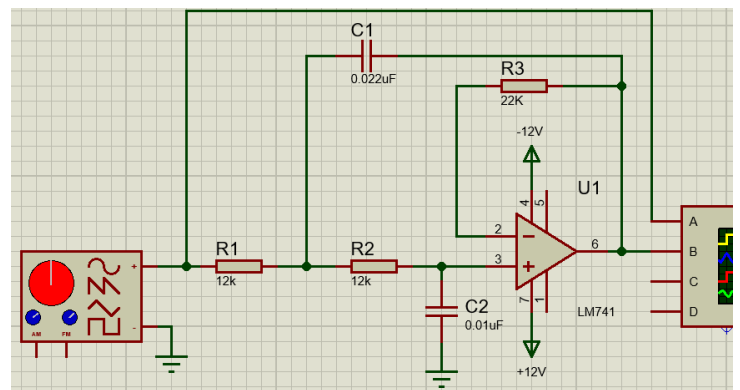 C1
0.022uF
R3
22K
-12V
U1
4
5
2
6
3
7
1
LM741
+12V
R1
12k
R2
12k
C2
0.01uF
+
-
AM
FM
A
B
C
D